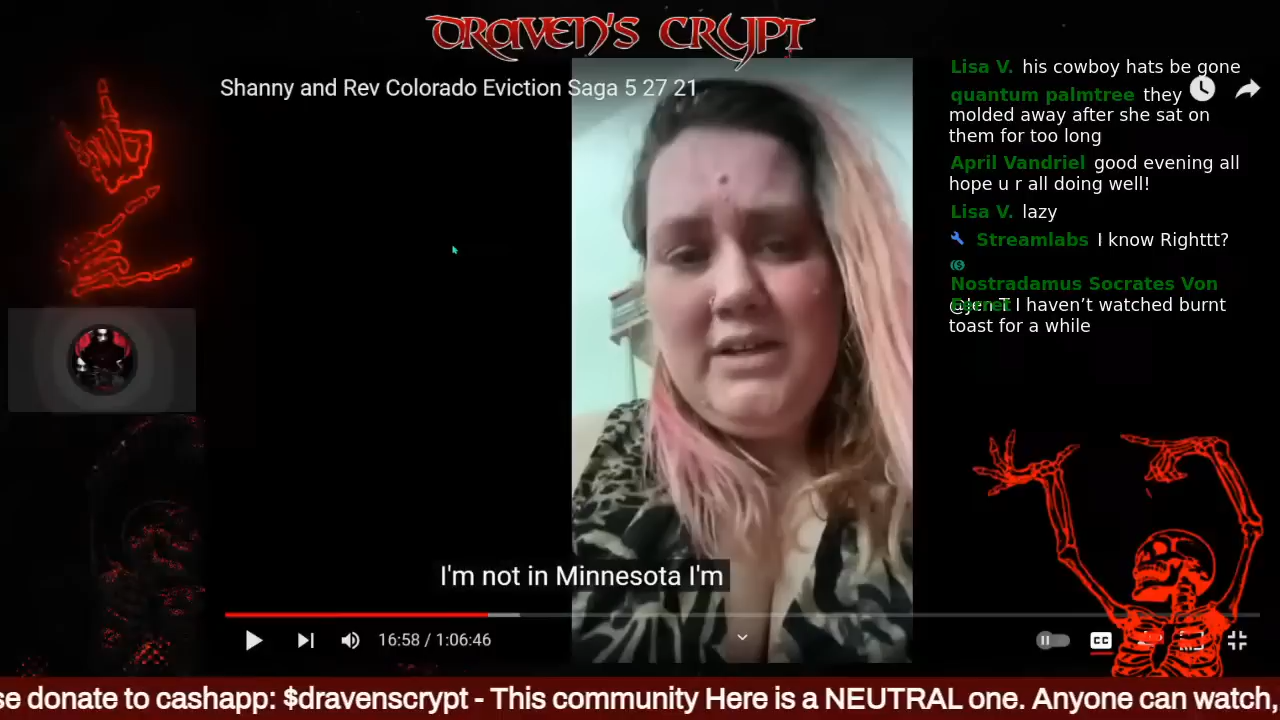 DRAVEN'S CRYPT
Shanny and Rev Colorado Eviction Saga 5 27 21
Lisa V. his cowboy hats be gone
quantum palmtree they
molded away after she sat on
them for too long
April Vandriel good evening all
hope u r all doing well!
Lisa V. lazy
Streamlabs I know Righttt?
Nostradamus Socrates Von
Ferret
@Jen T I haven't watched burnt
toast for a while
I'm not in Minnesota I'm
16:58 / 1:06:46
CC
se donate to cashapp: $dravenscrypt - This community Here is a NEUTRAL one. Anyone can watch,